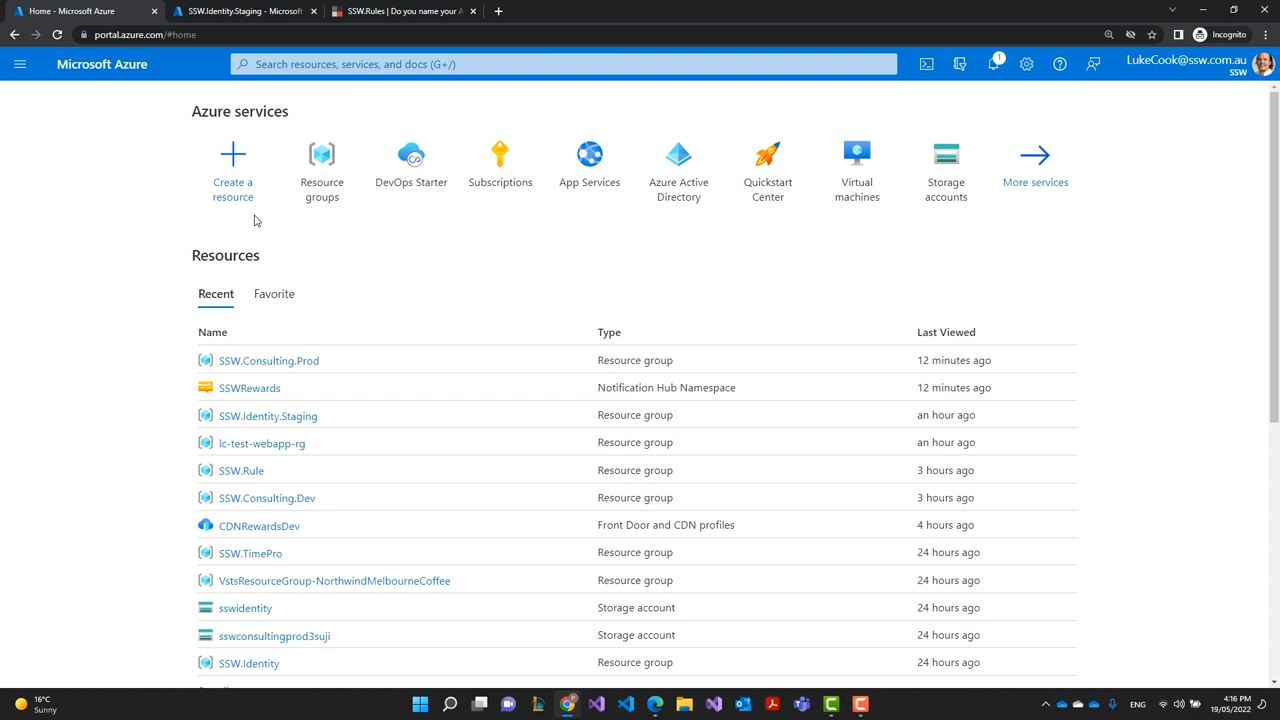 Home - Microsoft Azure
SSW.Identity.Staging - Microsoft
SSW.Rules | Do you name your A
portal.azure.com/#home
Incognito
Microsoft Azure
Search resources, services, and docs (G+/)
1
LukeCook@ssw.com.au
SSW
Azure services
Create a resource
Resource groups
DevOps Starter
Subscriptions
App Services
Azure Active Directory
Quickstart Center
Virtual machines
Storage accounts
More services
Resources
Recent Favorite
Name Type Last Viewed
SSW.Consulting.Prod Resource group 12 minutes ago
SSWRewards Notification Hub Namespace 12 minutes ago
SSW.Identity.Staging Resource group an hour ago
lc-test-webapp-rg Resource group an hour ago
SSW.Rule Resource group 3 hours ago
SSW.Consulting.Dev Resource group 3 hours ago
CDNRewardsDev Front Door and CDN profiles 4 hours ago
SSW.TimePro Resource group 24 hours ago
VstsResourceGroup-NorthwindMelbourneCoffee Resource group 24 hours ago
sswidentity Storage account 24 hours ago
sswconsultingprod3suji Storage account 24 hours ago
SSW.Identity Resource group 24 hours ago
16°C
Sunny
ENG
4:16 PM
19/05/2022